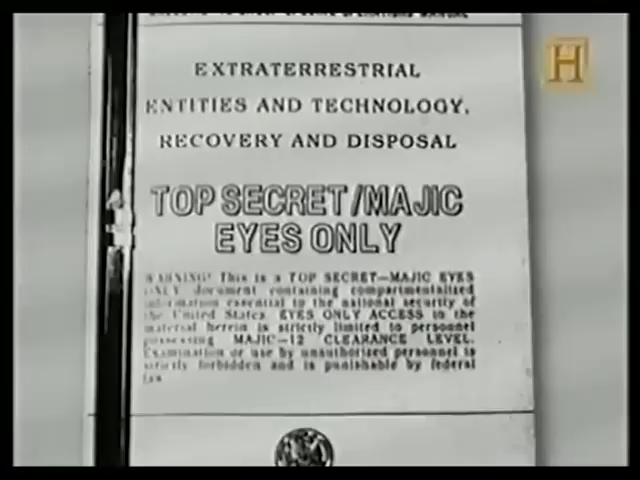 EXTRATERRESTRIAL
ENTITIES AND TECHNOLOGY,
RECOVERY AND DISPOSAL
TOP SECRET/MAJIC
EYES ONLY
WARNING! This is a TOP SECRET—MAJIC EYES
ONLY document containing compartmentalized
information essential to the national security of
the United States. EYES ONLY ACCESS to the
material herein is strictly limited to personnel
possessing MAJIC—12 CLEARANCE LEVEL.
Examination or use by unauthorized personnel is
strictly forbidden and is punishable by federal
law.
H